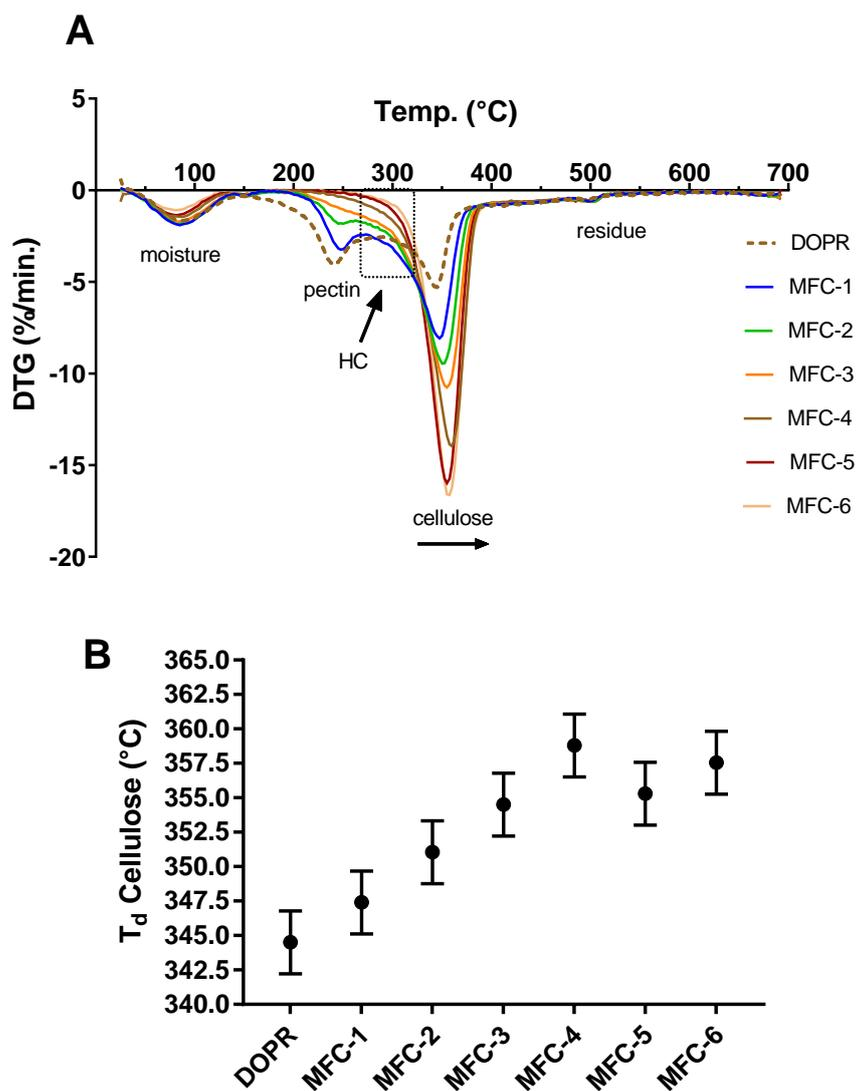 A
Temp. (°C)
5
0
-5
-10
-15
-20
100 200 300 400 500 600 700
DTG (%/min.)
moisture
pectin
HC
cellulose
residue
DOPR
MFC-1
MFC-2
MFC-3
MFC-4
MFC-5
MFC-6
B
365.0
362.5
360.0
357.5
355.0
352.5
350.0
347.5
345.0
342.5
340.0
Td Cellulose (°C)
DOPR
MFC-1
MFC-2
MFC-3
MFC-4
MFC-5
MFC-6